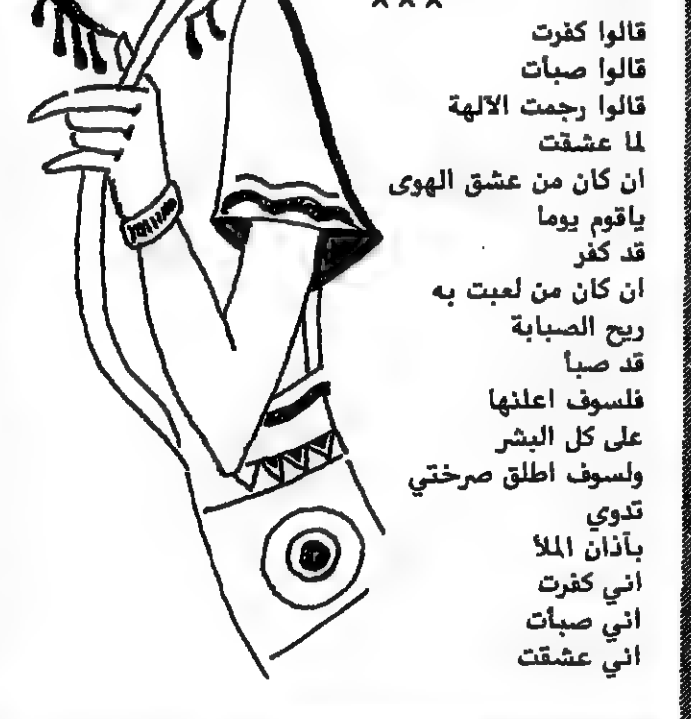 ***
قالوا كفرت
قالوا صبأت
قالوا رجمت الآلهة
لما عشقت
ان كان من عشق الهوى
ياقوم يوما
قد كفر
ان كان من لعبت به
ريح الصبابة
قد صبأ
فلسوف اعلنها
على كل البشر
ولسوف اطلق صرختي
تدوي
بآذان الملأ
اني كفرت
اني صبأت
اني عشقت